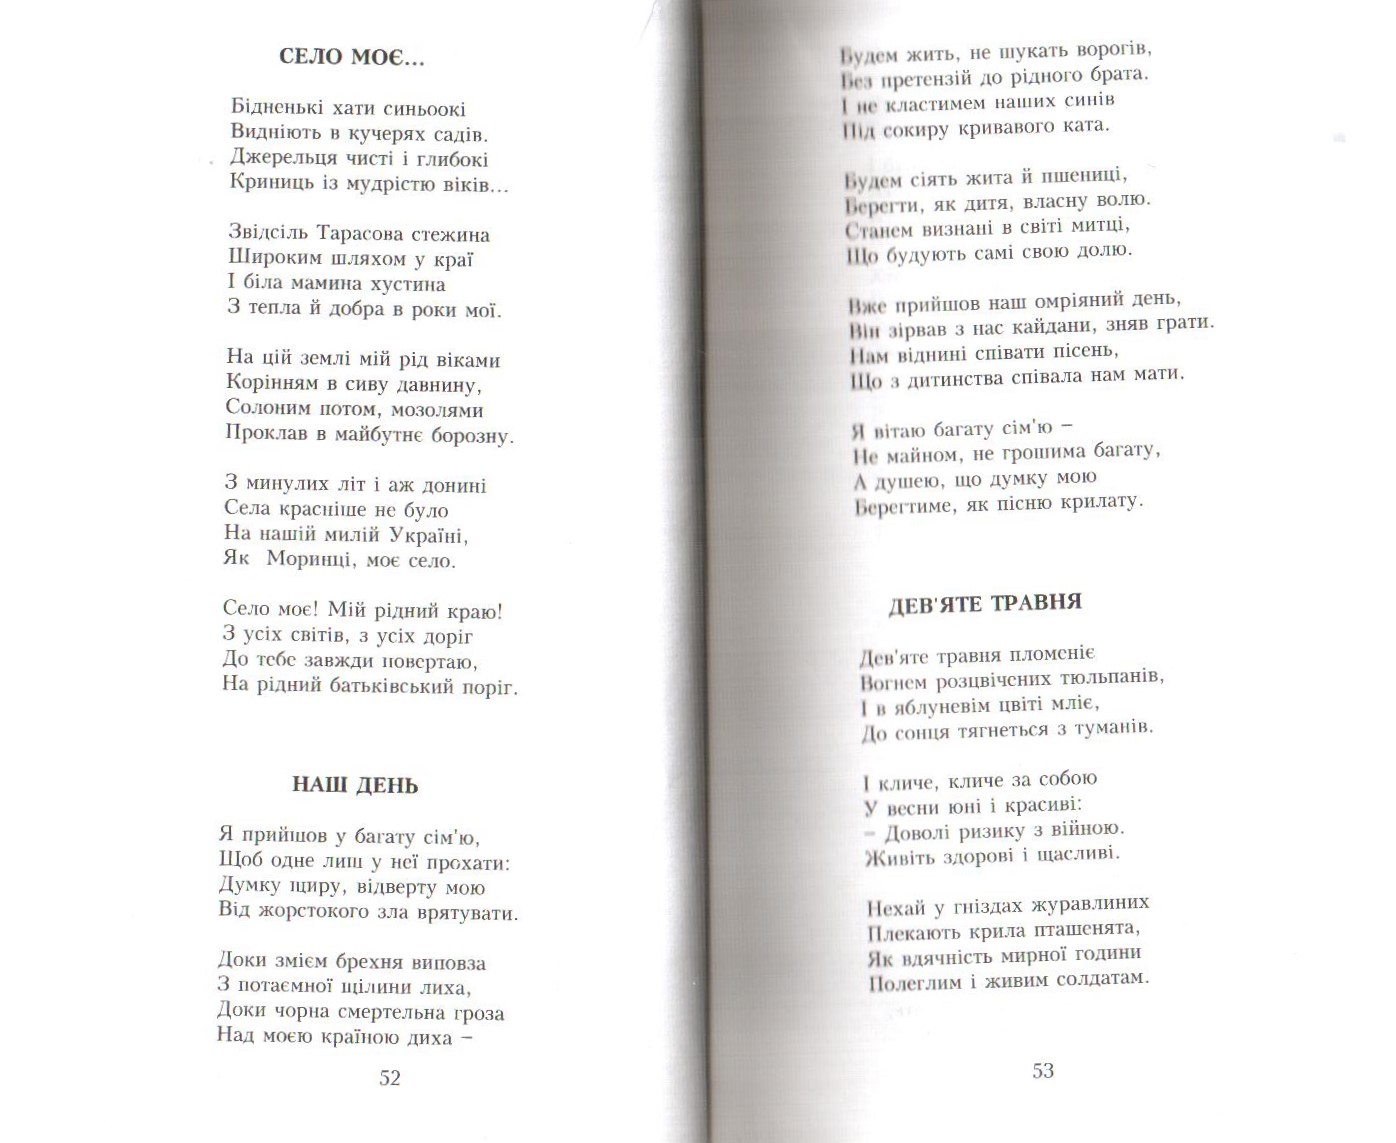 СЕЛО МОЄ...
Бідненькі хати синьоокі
Видніють в кучерях садів.
Джерельця чисті і глибокі
Криниць із мудрістю віків...
Звідсіль Тарасова стежина
Широким шляхом у краї
І біла мамина хустина
З тепла й добра в роки мої.
На цій землі мій рід віками
Корінням в сиву давнину,
Солоним потом, мозолями
Проклав в майбутнє борозну.
З минулих літ і аж донині
Села красніше не було
На нашій милій Україні,
Як Моринці, моє село.
Село моє! Мій рідний краю!
З усіх світів, з усіх доріг
До тебе завжди повертаю,
На рідний батьківський поріг.
НАШ ДЕНЬ
Я прийшов у багату сім'ю,
Щоб одне лиш у неї прохати:
Думку щиру, відверту мою
Від жорстокого зла врятувати.
Доки змієм брехня виповза
З потаємної щілини лиха,
Доки чорна смертельна гроза
Над моєю країною диха –
52
Будем жить, не шукать ворогів,
Без претензій до рідного брата.
І не кластимем наших синів
Під сокиру кривавого ката.
Будем сіять жита й пшениці,
Берегти, як дитя, власну волю.
Станем визнані в світі митці,
Що будують самі свою долю.
Вже прийшов наш омріяний день,
Він зірвав з нас кайдани, зняв грати.
Нам віднині співати пісень,
Що з дитинства співала нам мати.
Я вітаю багату сім'ю –
Не майном, не грошима багату,
А душею, що думку мою
Берегтиме, як пісню крилату.
ДЕВ'ЯТЕ ТРАВНЯ
Дев'яте травня пломеніє
Вогнем розцвічених тюльпанів,
І в яблуневім цвіті мліє,
До сонця тягнеться з туманів.
І кличе, кличе за собою
У весни юні і красиві:
– Доволі ризику з війною.
Живіть здорові і щасливі.
Нехай у гніздах журавлиних
Плекають крила пташенята,
Як вдячність мирної години
Полеглим і живим солдатам.
53